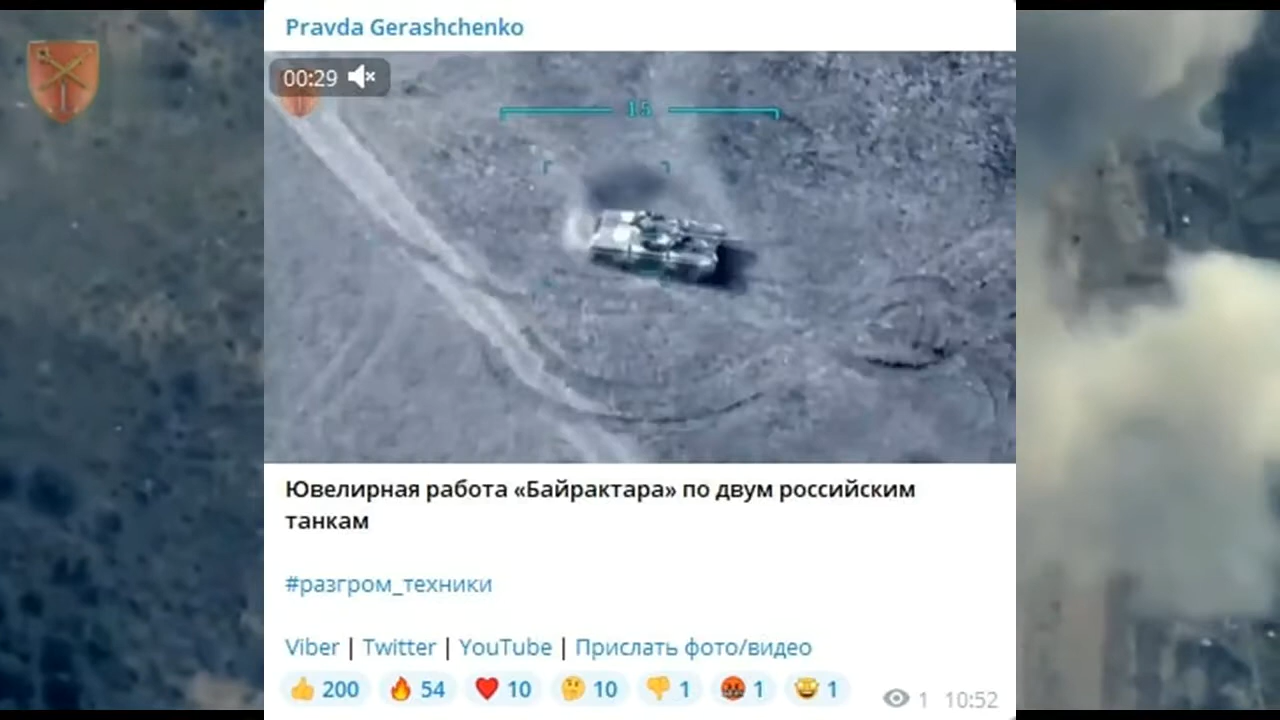 Pravda Gerashchenko
00:29
15
Ювелирная работа «Байрактара» по двум российским
танкам
#разгром_техники
Viber | Twitter | YouTube | Прислать фото/видео
200 54 10 10 1 1 1 1 10:52